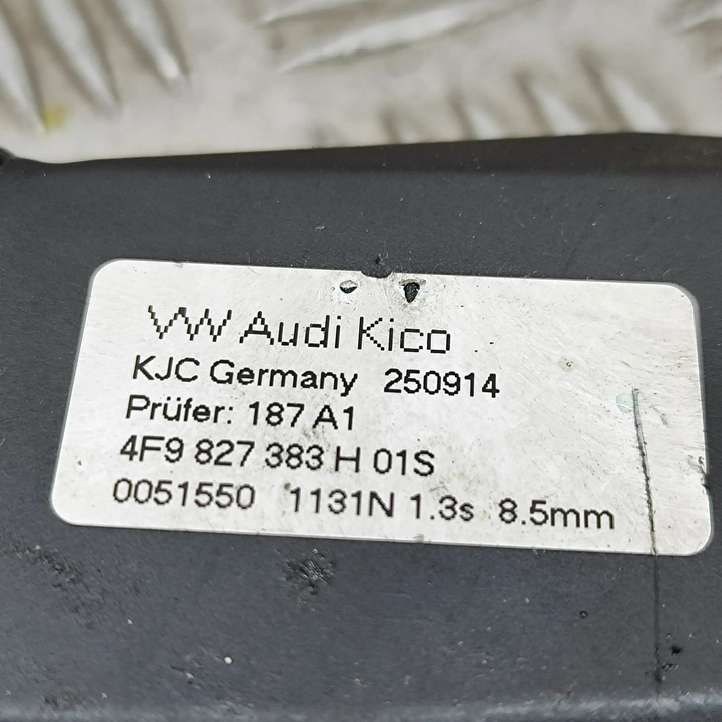 VW Audi Kico
KJC Germany 250914
Prüfer: 187 A1
4F9 827 383 H 01S
0051550 1131N 1.3s 8.5mm